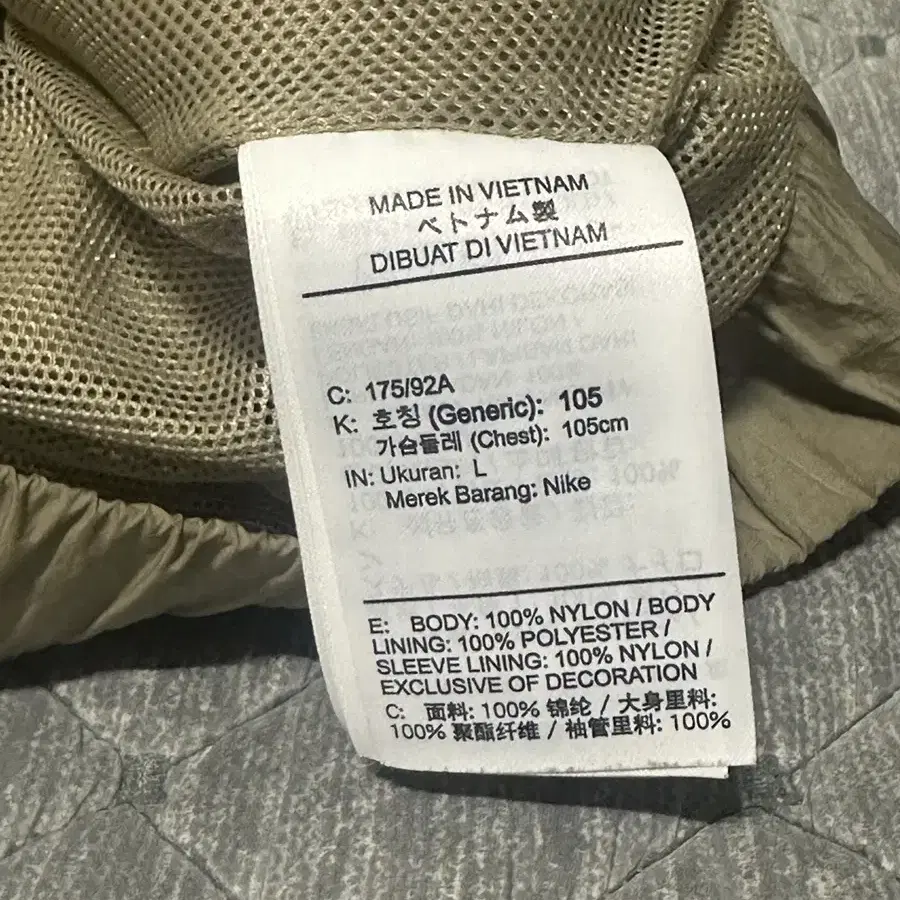 MADE IN VIETNAM
ベトナム製
DIBUAT DI VIETNAM
C: 175/92A
K: 호칭 (Generic): 105
가슴둘레 (Chest): 105cm
IN: Ukuran: L
Merek Barang: Nike
E: BODY: 100% NYLON / BODY
LINING: 100% POLYESTER /
SLEEVE LINING: 100% NYLON /
EXCLUSIVE OF DECORATION
C: 面料: 100% 锦纶 / 大身里料:
100% 聚酯纤维 / 袖管里料: 100%